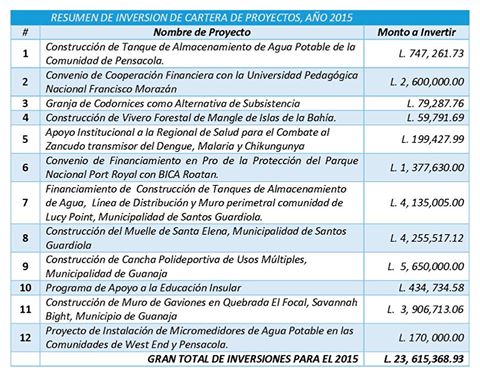 RESUMEN DE INVERSION DE CARTERA DE PROYECTOS, AÑO 2015
# Nombre de Proyecto Monto a Invertir
1 Construcción de Tanque de Almacenamiento de Agua Potable de la Comunidad de Pensacola. L. 747, 261.73
2 Convenio de Cooperación Financiera con la Universidad Pedagógica Nacional Francisco Morazón L. 2, 600,000.00
3 Granja de Codornices como Alternativa de Subsistencia L. 79,287.76
4 Construcción de Vivero Forestal de Mangle de Islas de la Bahía. L. 59,791.69
5 Apoyo Institucional a la Regional de Salud para el Combate al Zancudo transmisor del Dengue, Malaria y Chikungunya L. 199,427.99
6 Convenio de Financiamiento en Pro de la Protección del Parque Nacional Port Royal con BICA Roatan. L. 1, 377,630.00
7 Financiamiento de Construcción de Tanques de Almacenamiento de Agua, Línea de Distribución y Muro perimetral comunidad de Lucy Point, Municipalidad de Santos Guardiola. L. 4, 135,005.00
8 Construcción del Muelle de Santa Elena, Municipalidad de Santos Guardiola L. 4, 255,517.12
9 Construcción de Cancha Polideportiva de Usos Múltiples, Municipalidad de Guanaja L. 5, 650,000.00
10 Programa de Apoyo a la Educación Insular L. 434, 734.58
11 Construcción de Muro de Gaviones en Quebrada El Focal, Savannah Bight, Municipio de Guanaja L. 3, 906,713.06
12 Proyecto de Instalación de Micromedidores de Agua Potable en las Comunidades de West End y Pensacola. L. 170, 000.00
GRAN TOTAL DE INVERSIONES PARA EL 2015 L. 23, 615,368.93